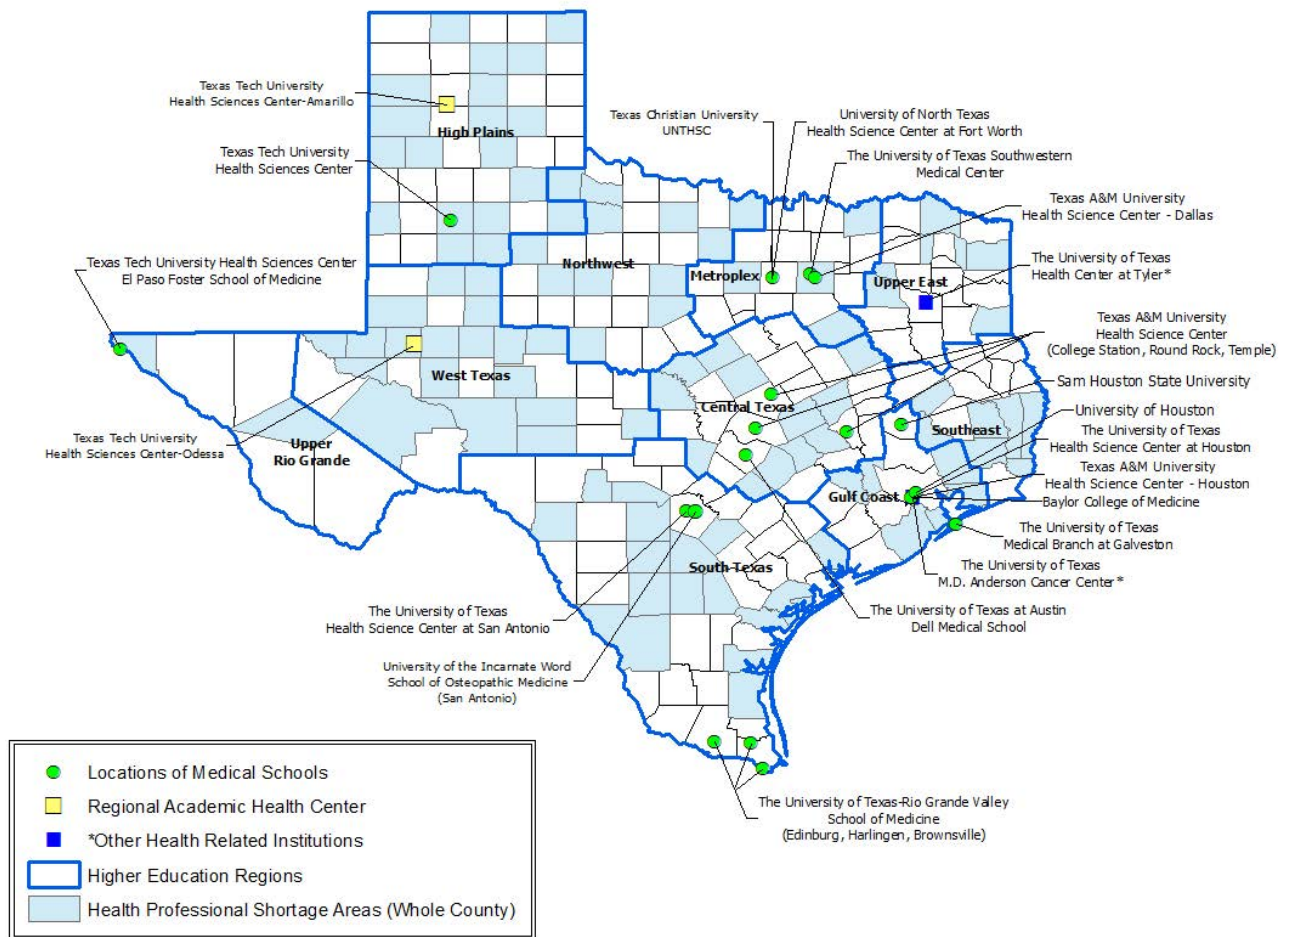 Texas Tech University
Health Sciences Center-Amarillo
High Plains
Texas Christian University
UNTHSC
University of North Texas
Health Science Center at Fort Worth
Texas Tech University
Health Sciences Center
The University of Texas Southwestern
Medical Center
Texas A&M University
Health Science Center - Dallas
Texas Tech University Health Sciences Center
El Paso Foster School of Medicine
Northwest
Metroplex
Upper East
The University of Texas
Health Center at Tyler*
Texas A&M University
Health Science Center
(College Station, Round Rock, Temple)
West Texas
Central Texas
Sam Houston State University
University of Houston
Southeast
The University of Texas
Health Science Center at Houston
Texas Tech University
Health Sciences Center-Odessa
Upper
Rio Grande
Texas A&M University
Health Science Center - Houston
Gulf Coast
Baylor College of Medicine
The University of Texas
Medical Branch at Galveston
South Texas
The University of Texas
M.D. Anderson Cancer Center*
The University of Texas
Health Science Center at San Antonio
The University of Texas at Austin
Dell Medical School
University of the Incarnate Word
School of Osteopathic Medicine
(San Antonio)
The University of Texas-Rio Grande Valley
School of Medicine
(Edinburg, Harlingen, Brownsville)
Locations of Medical Schools
Regional Academic Health Center
*Other Health Related Institutions
Higher Education Regions
Health Professional Shortage Areas (Whole County)